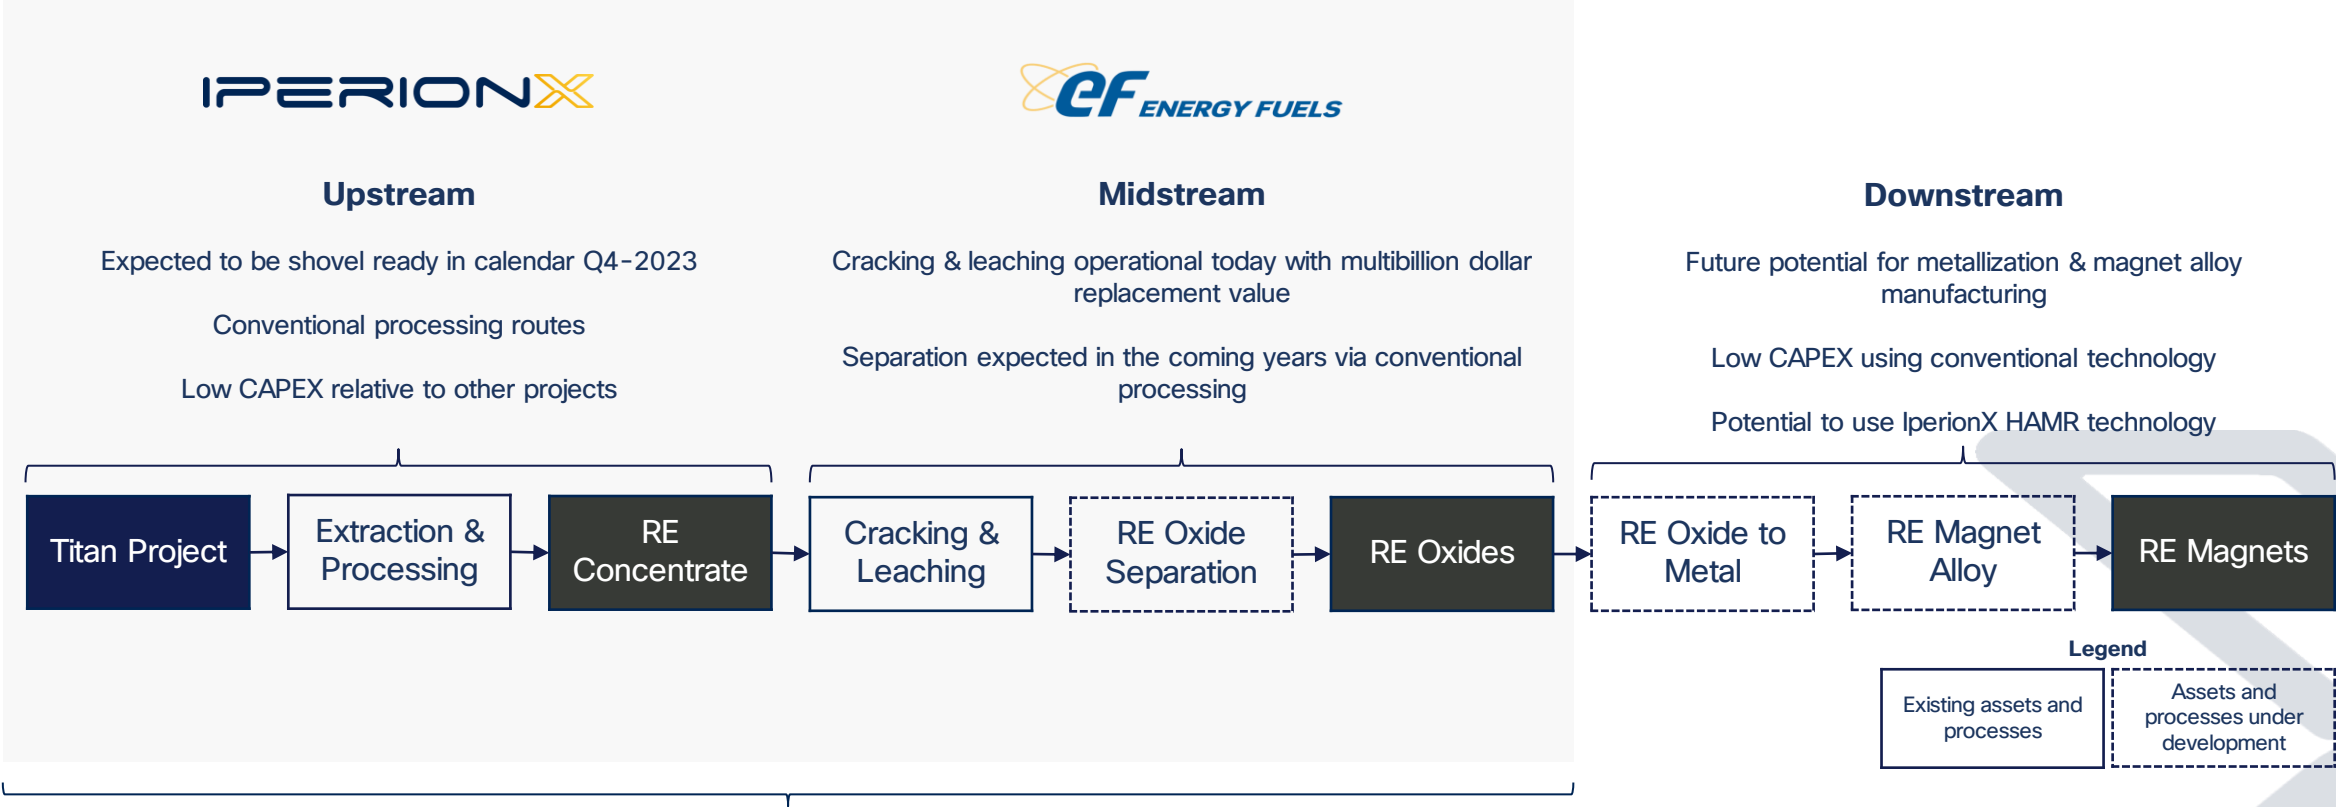 IPERIONX
eF ENERGY FUELS
Upstream
Expected to be shovel ready in calendar Q4-2023
Conventional processing routes
Low CAPEX relative to other projects
Midstream
Cracking & leaching operational today with multibillion dollar
replacement value
Separation expected in the coming years via conventional
processing
Downstream
Future potential for metallization & magnet alloy
manufacturing
Low CAPEX using conventional technology
Potential to use IperionX HAMR technology
Titan Project
Extraction &
Processing
RE
Concentrate
Cracking &
Leaching
RE Oxide
Separation
RE Oxides
RE Oxide to
Metal
RE Magnet
Alloy
RE Magnets
Legend
Existing assets and
processes
Assets and
processes under
development